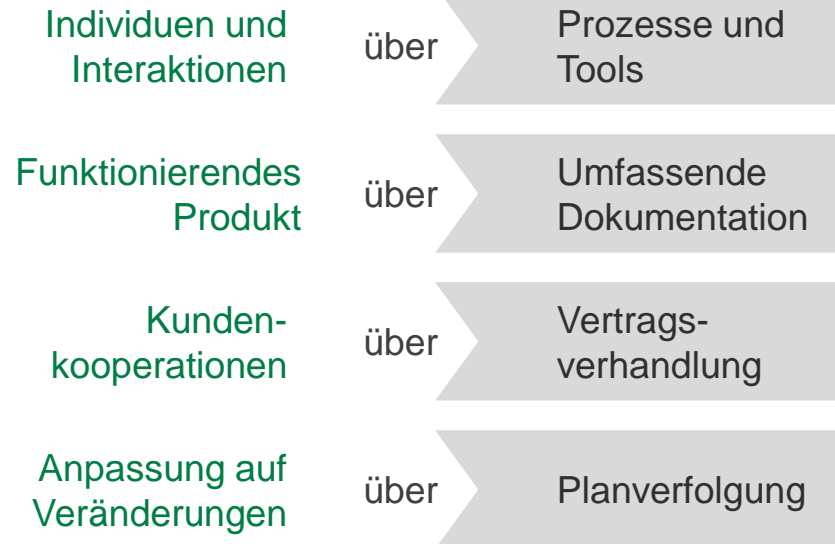 Individuen und
Interaktionen
über
Prozesse und
Tools
Funktionierendes
Produkt
über
Umfassende
Dokumentation
Kunden-
kooperationen
über
Vertrags-
verhandlung
Anpassung auf
Veränderungen
über
Planverfolgung